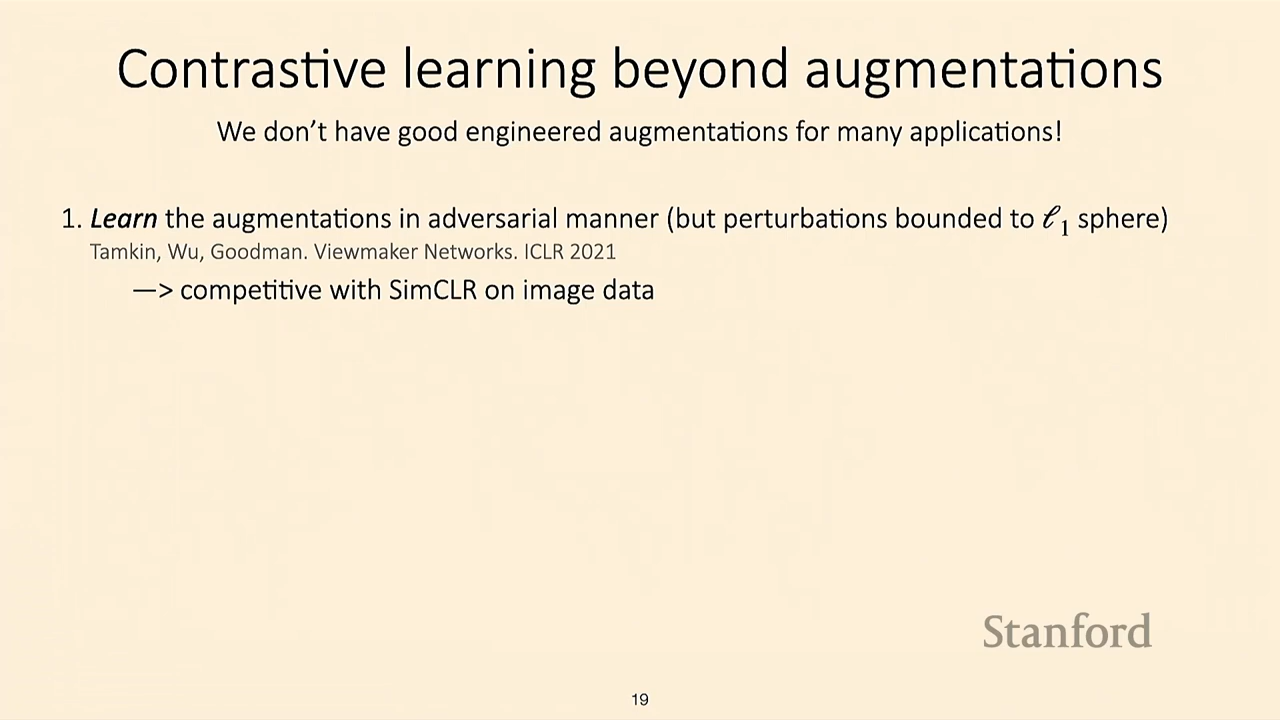 Contrastive learning beyond augmentations
We don't have good engineered augmentations for many applications!
1. Learn the augmentations in adversarial manner (but perturbations bounded to ℓ₁ sphere)
Tamkin, Wu, Goodman. Viewmaker Networks. ICLR 2021
—> competitive with SimCLR on image data
Stanford
19